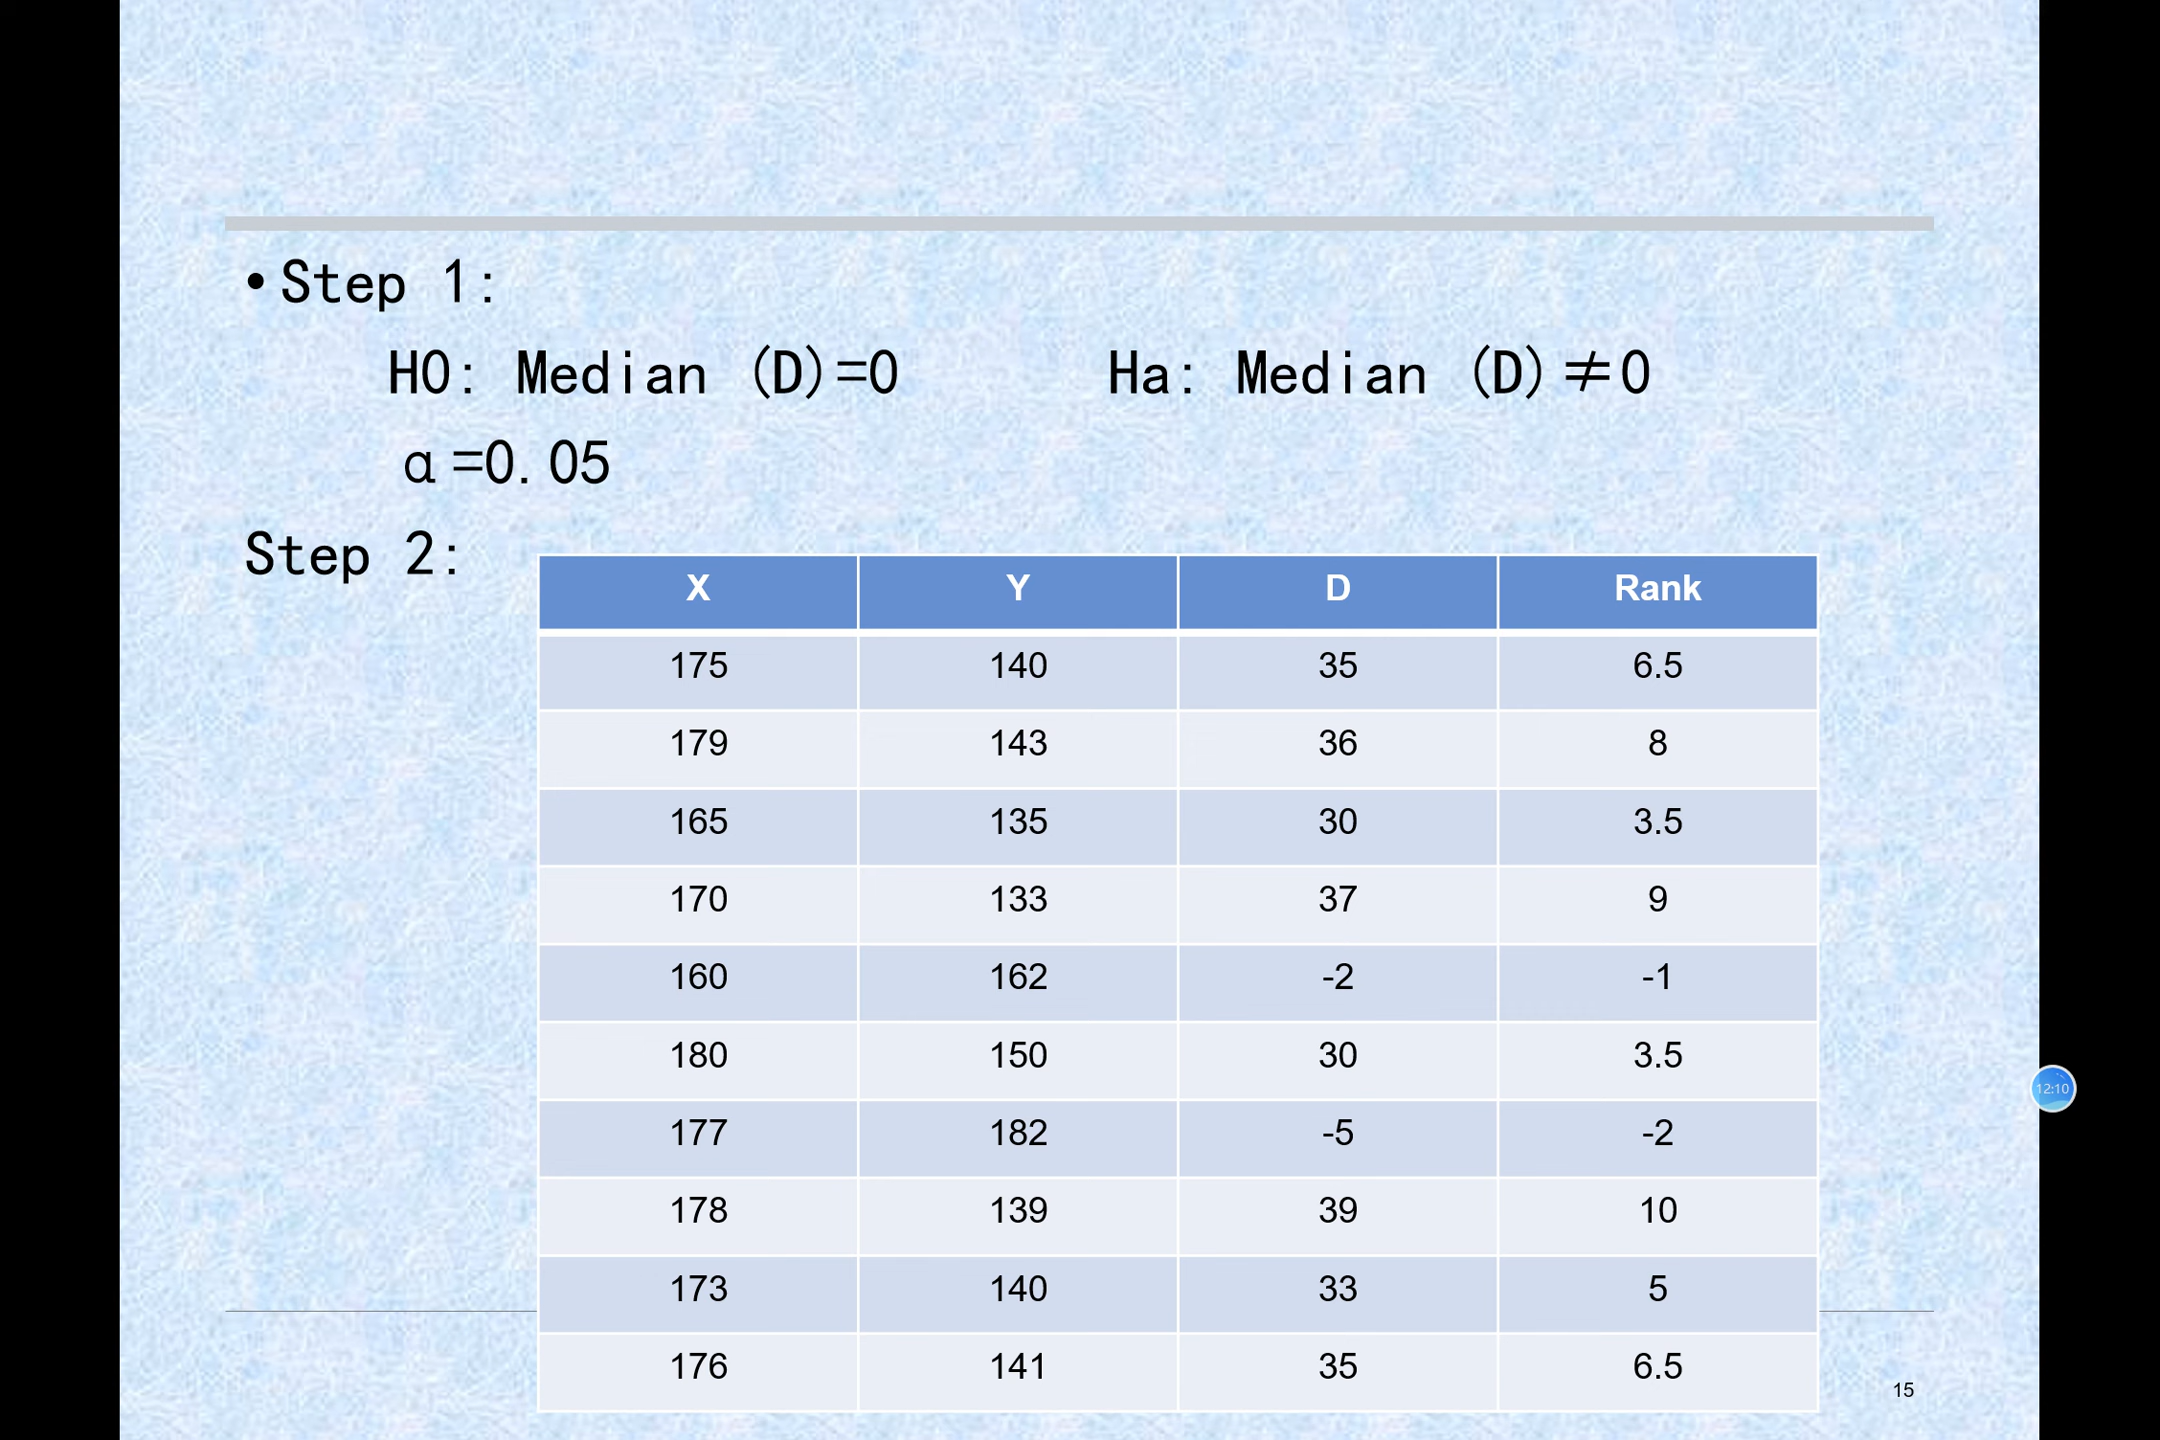 •Step 1:
H0: Median (D)=0 Ha: Median (D)≠0
α=0.05
Step 2:
X Y D Rank
175 140 35 6.5
179 143 36 8
165 135 30 3.5
170 133 37 9
160 162 -2 -1
180 150 30 3.5
177 182 -5 -2
178 139 39 10
173 140 33 5
176 141 35 6.5
15
12:10